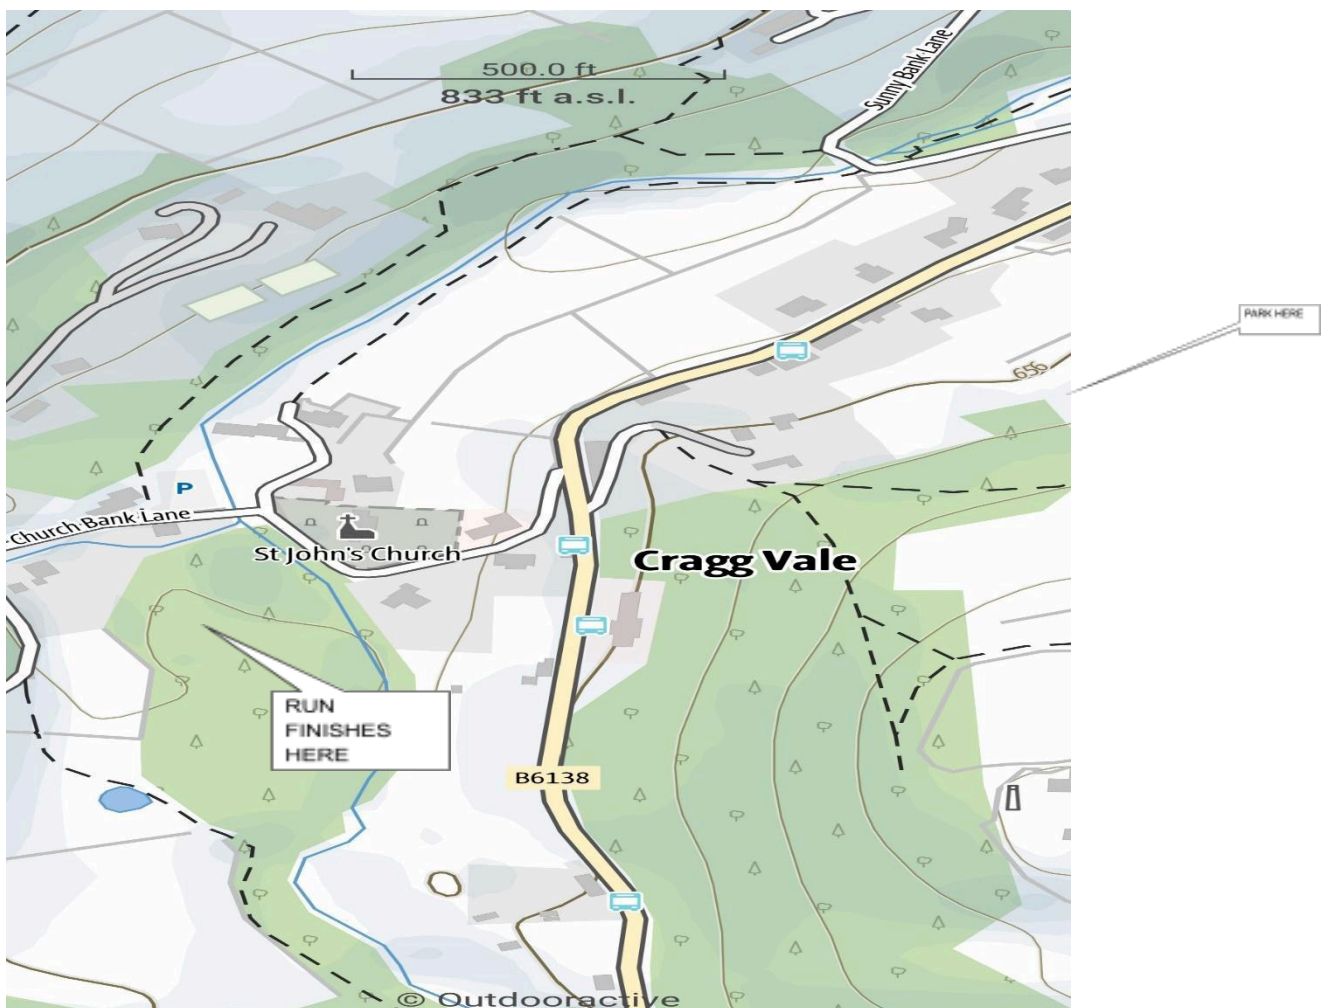 500.0 ft
833 ft a.s.l.
Sunny Bank Lane
PARK HERE
656
P
Church Bank Lane
St John's Church
Cragg Vale
RUN
FINISHES
HERE
B6138
© Outdooractive